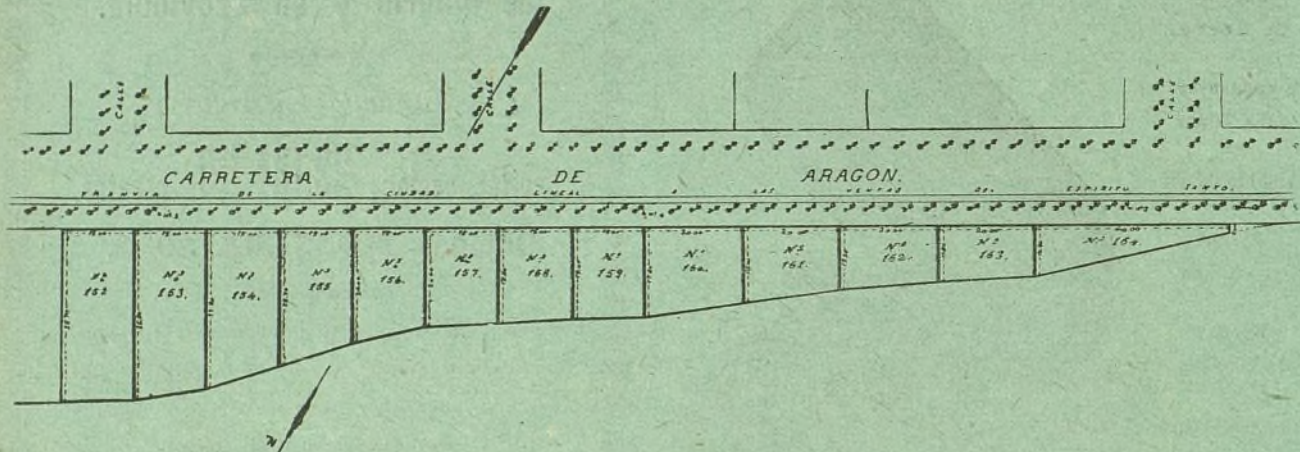 CALLE
CALLE
CALLE
CARRETERA DE ARAGON.
TRANVIA DE LA CIUDAD LINEAL A LAS VENTAS DEL ESPIRITU SANTO.
Nº 152
Nº 153.
Nº 154.
Nº 155
Nº 156.
Nº 157.
Nº 158.
Nº 159.
Nº 160.
Nº 161.
Nº 162.
Nº 163.
Nº 164
N